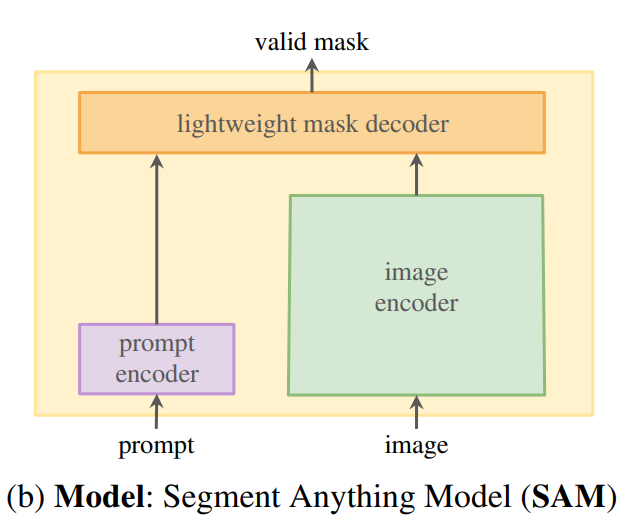 valid mask
lightweight mask decoder
image
encoder
prompt
encoder
prompt
image
(b) Model: Segment Anything Model (SAM)